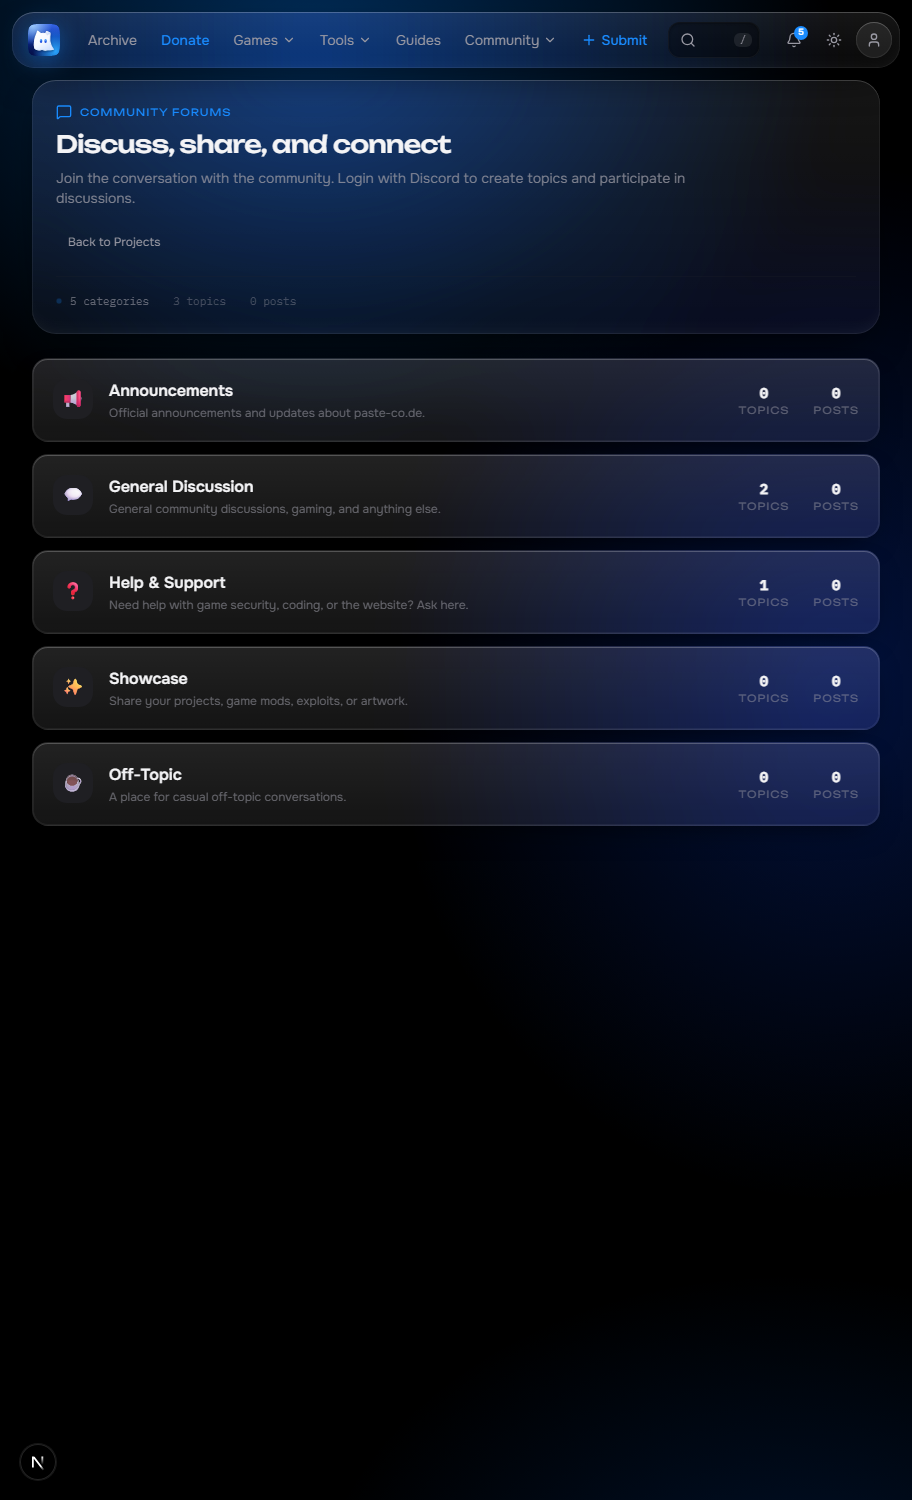 Archive Donate Games Tools Guides Community + Submit / 5
COMMUNITY FORUMS
Discuss, share, and connect
Join the conversation with the community. Login with Discord to create topics and participate in
discussions.
Back to Projects
5 categories 3 topics 0 posts
Announcements
Official announcements and updates about paste-co.de.
0 0
TOPICS POSTS
General Discussion
General community discussions, gaming, and anything else.
2 0
TOPICS POSTS
Help & Support
Need help with game security, coding, or the website? Ask here.
1 0
TOPICS POSTS
Showcase
Share your projects, game mods, exploits, or artwork.
0 0
TOPICS POSTS
Off-Topic
A place for casual off-topic conversations.
0 0
TOPICS POSTS
N